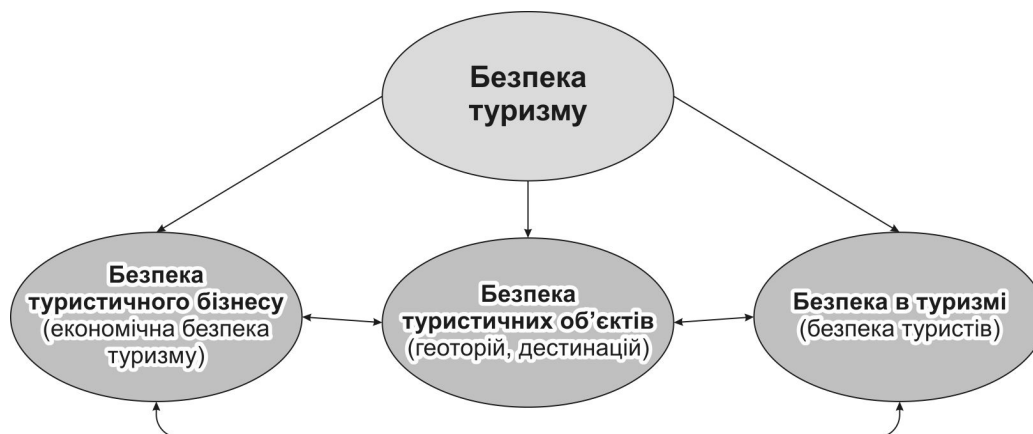 Безпека
туризму
Безпека
туристичного бізнесу
(економічна безпека
туризму)
Безпека
туристичних об’єктів
(геоторій, дестинацій)
Безпека в туризмі
(безпека туристів)